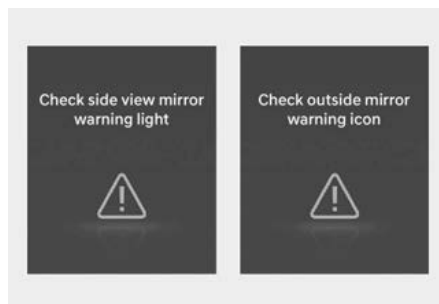 Check side view mirror
warning light
Check outside mirror
warning icon